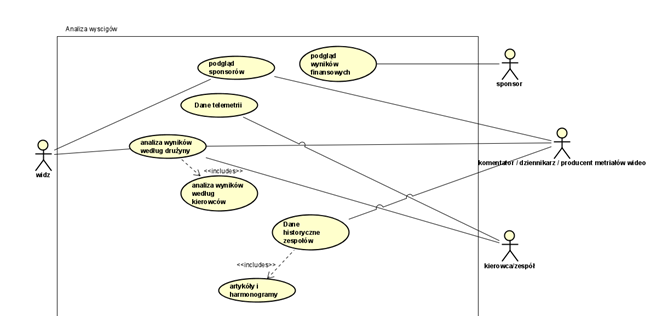 Analiza wyscigów
podgląd
sponsorów
podgląd
wyników
finansowych
sponsor
Dane telemetrii
analiza wyników
według drużyny
widz
komentator / dziennikarz / producent metriałów wideo
<<includes>>
analiza wyników
według
kierowców
Dane
historyczne
zespołów
kierowca/zespół
<<includes>>
artykóły i
harmonogramy